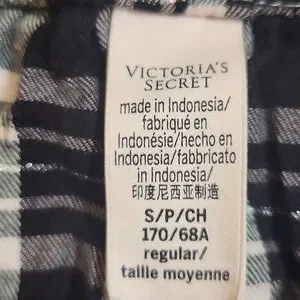 VICTORIA'S
SECRET
made in Indonesia/
fabriqué en
Indonésie/hecho en
Indonesia/fabbricato
in Indonesia/
印度尼西亚制造
S/P/CH
170/68A
regular/
taille moyenne